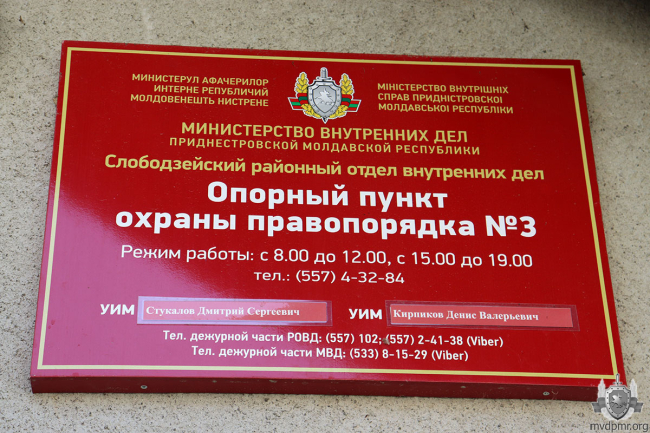 МИНИСТЕРУЛ АФАЧЕРИЛОР
ИНТЕРНЕ РЕПУБЛИЧИЙ
МОЛДОВЕНЕШТЬ НИСТРЕНЕ
МІНІСТЕРСТВО ВНУТРІШНІХ
СПРАВ ПРИДНІСТРОВСКОІ
МОЛДАВСЬКОЇ РЕСПУБЛІКИ
МИНИСТЕРСТВО ВНУТРЕННИХ ДЕЛ
ПРИДНЕСТРОВСКОЙ МОЛДАВСКОЙ РЕСПУБЛИКИ
Слободзейский районный отдел внутренних дел
Опорный пункт
охраны правопорядка №3
Режим работы: с 8.00 до 12.00, с 15.00 до 19.00
тел.: (557) 4-32-84
УИМ Стукалов Дмитрий Сергеевич УИМ Кирпиков Денис Валерьевич
Тел. дежурной части РОВД: (557) 102; (557) 2-41-38 (Viber)
Тел. дежурной части МВД: (533) 8-15-29 (Viber)
mvdpmr.org